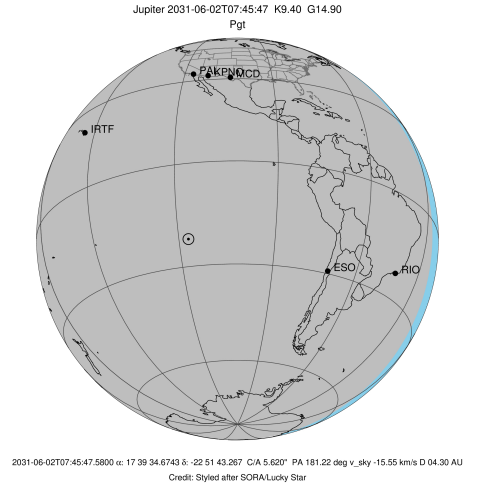 Jupiter 2031-06-02T07:45:47 K9.40 G14.90
Pgt
PAL
KPNO
MCD
IRTF
ESO
RIO
2031-06-02T07:45:47.5800 α: 17 39 34.6743 δ: -22 51 43.267 C/A 5.620" PA 181.22 deg v_sky -15.55 km/s D 04.30 AU
Credit: Styled after SORA/Lucky Star